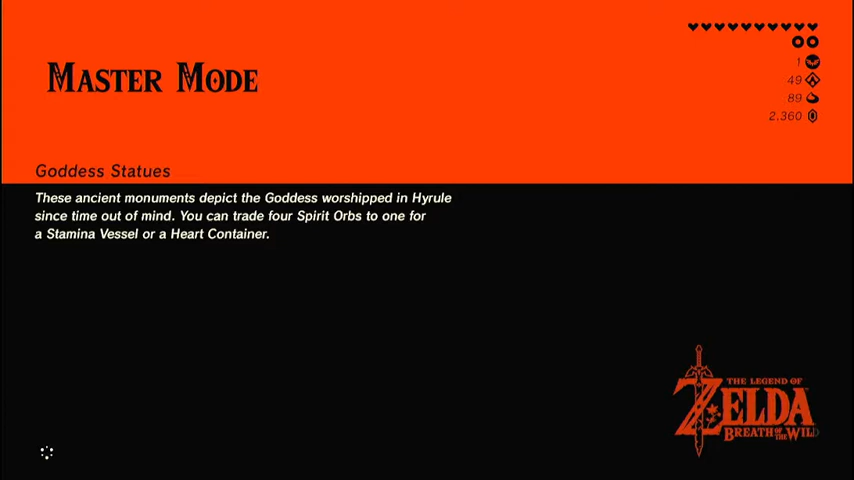 Master Mode
1
49
89
2,360
Goddess Statues
These ancient monuments depict the Goddess worshipped in Hyrule
since time out of mind. You can trade four Spirit Orbs to one for
a Stamina Vessel or a Heart Container.
THE LEGEND OF
ZELDA
BREATH OF THE WILD